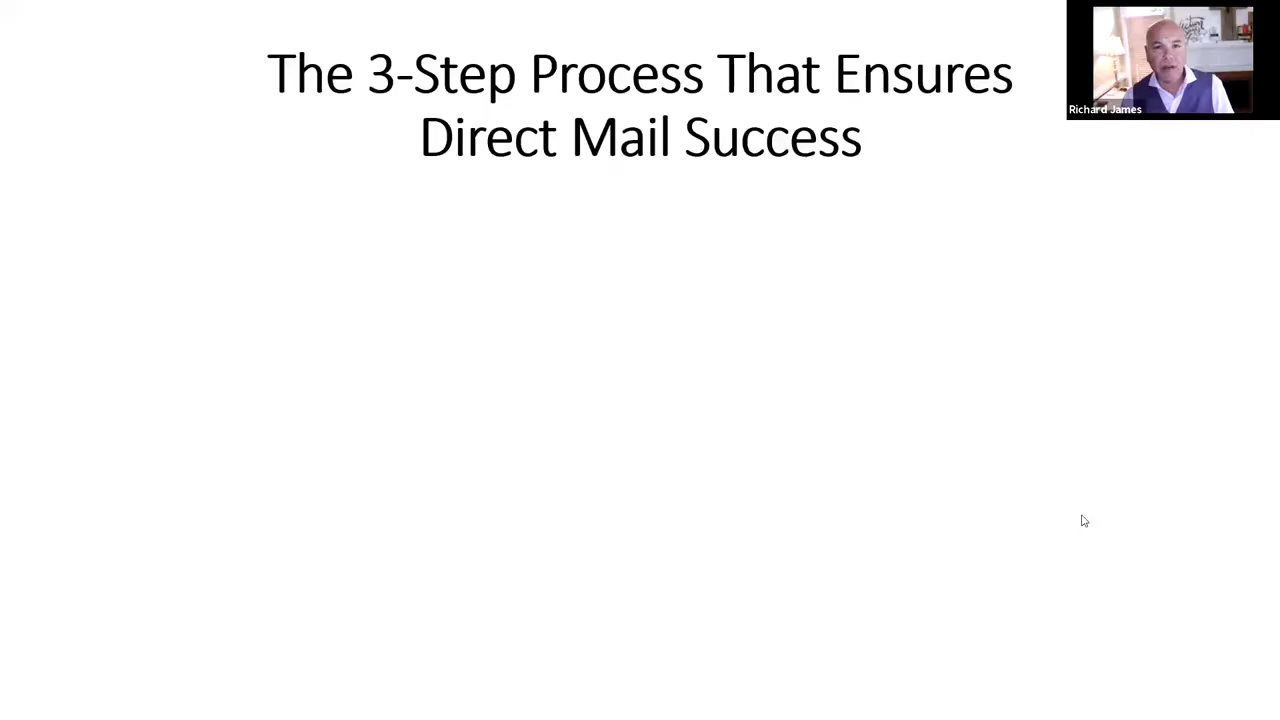 The 3-Step Process That Ensures
Direct Mail Success
Richard James